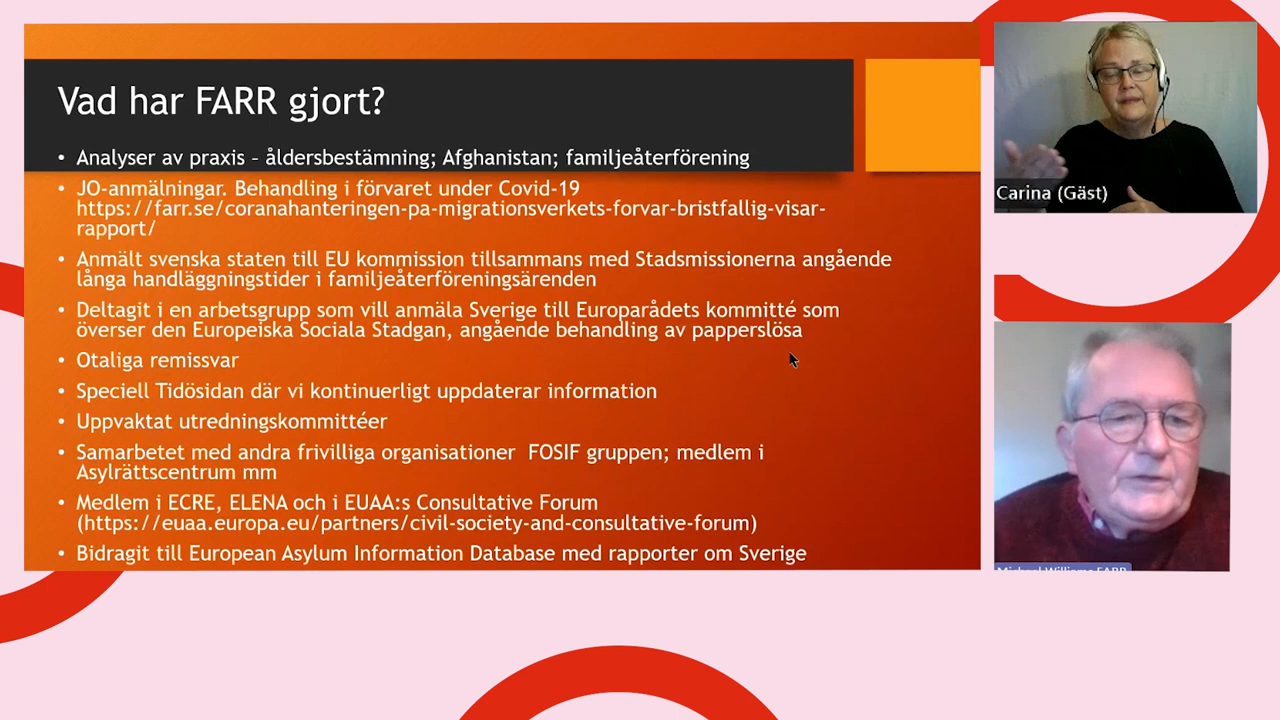 Vad har FARR gjort?
• Analyser av praxis – åldersbestämning; Afghanistan; familjeåterförening
• JO-anmälningar. Behandling i förvaret under Covid-19
https://farr.se/coranahanteringen-pa-migrationsverkets-forvar-bristfallig-visar-
rapport/
• Anmält svenska staten till EU kommission tillsammans med Stadsmissionerna angående
långa handläggningstider i familjeåterföreningsärenden
• Deltagit i en arbetsgrupp som vill anmäla Sverige till Europarådets kommitté som
överser den Europeiska Sociala Stadgan, angående behandling av papperslösa
• Otaliga remissvar
• Speciell Tidösidan där vi kontinuerligt uppdaterar information
• Uppvaktat utredningskommittéer
• Samarbetet med andra frivilliga organisationer FOSIF gruppen; medlem i
Asylrättscentrum mm
• Medlem i ECRE, ELENA och i EUAA:s Consultative Forum
(https://euaa.europa.eu/partners/civil-society-and-consultative-forum)
• Bidragit till European Asylum Information Database med rapporter om Sverige
Carina (Gäst)
Michael Williams FARR